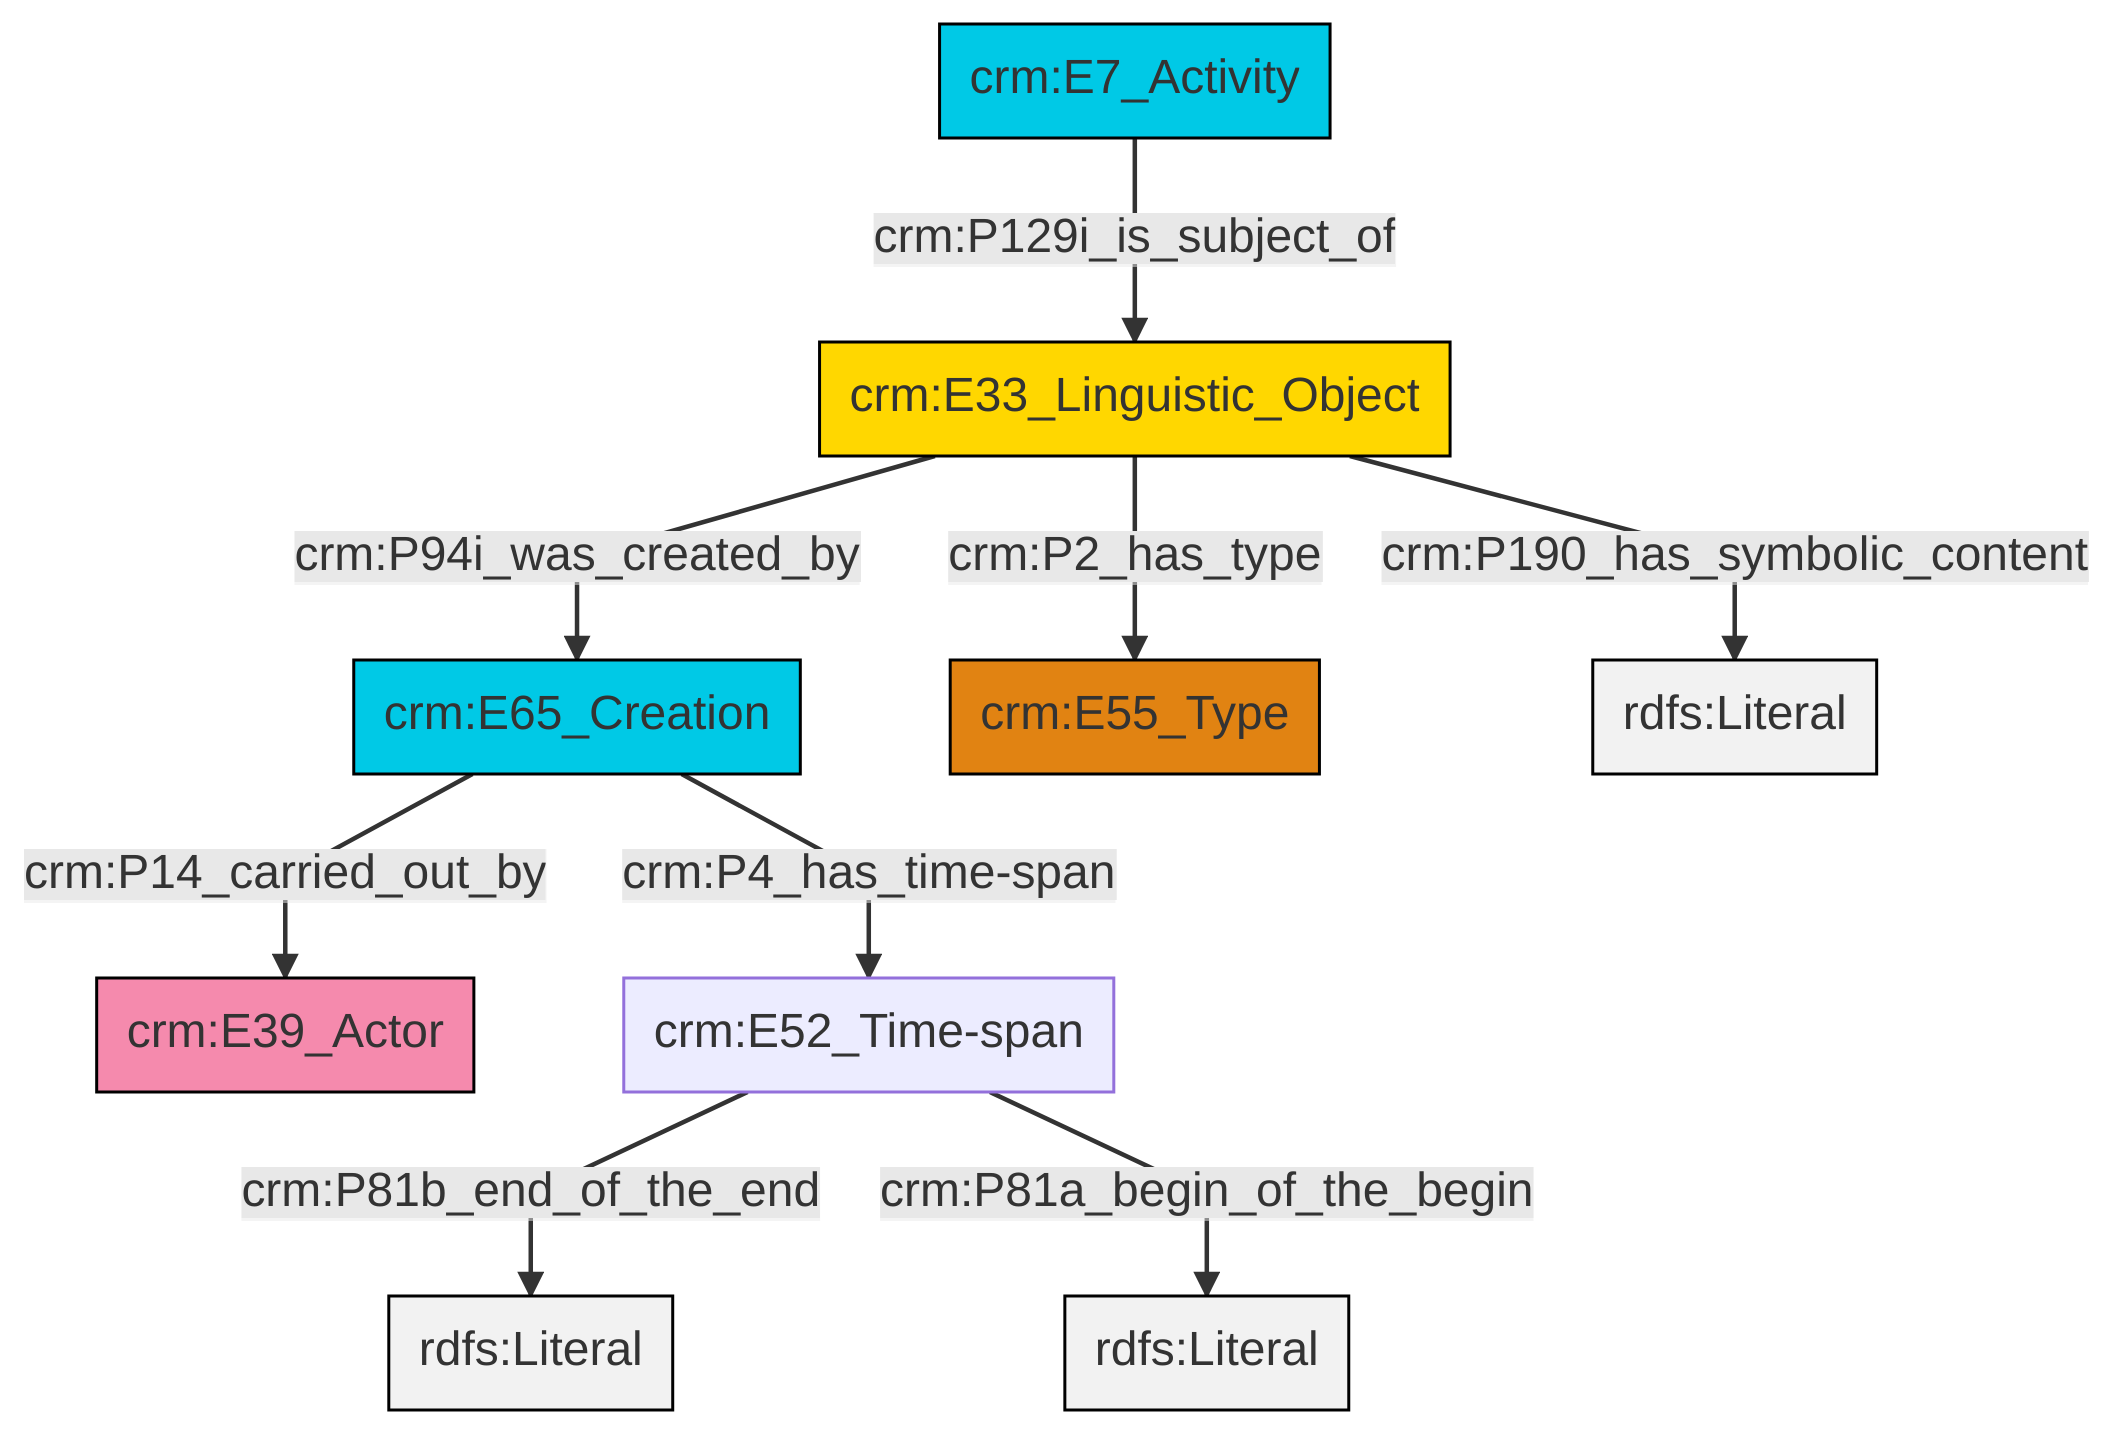 crm:E7_Activity
crm:P129i_is_subject_of
crm:E33_Linguistic_Object
crm:P94i_was_created_by
crm:P2_has_type
crm:P190_has_symbolic_content
crm:E65_Creation
crm:E55_Type
rdfs:Literal
crm:P14_carried_out_by
crm:P4_has_time-span
crm:E39_Actor
crm:E52_Time-span
crm:P81b_end_of_the_end
crm:P81a_begin_of_the_begin
rdfs:Literal
rdfs:Literal